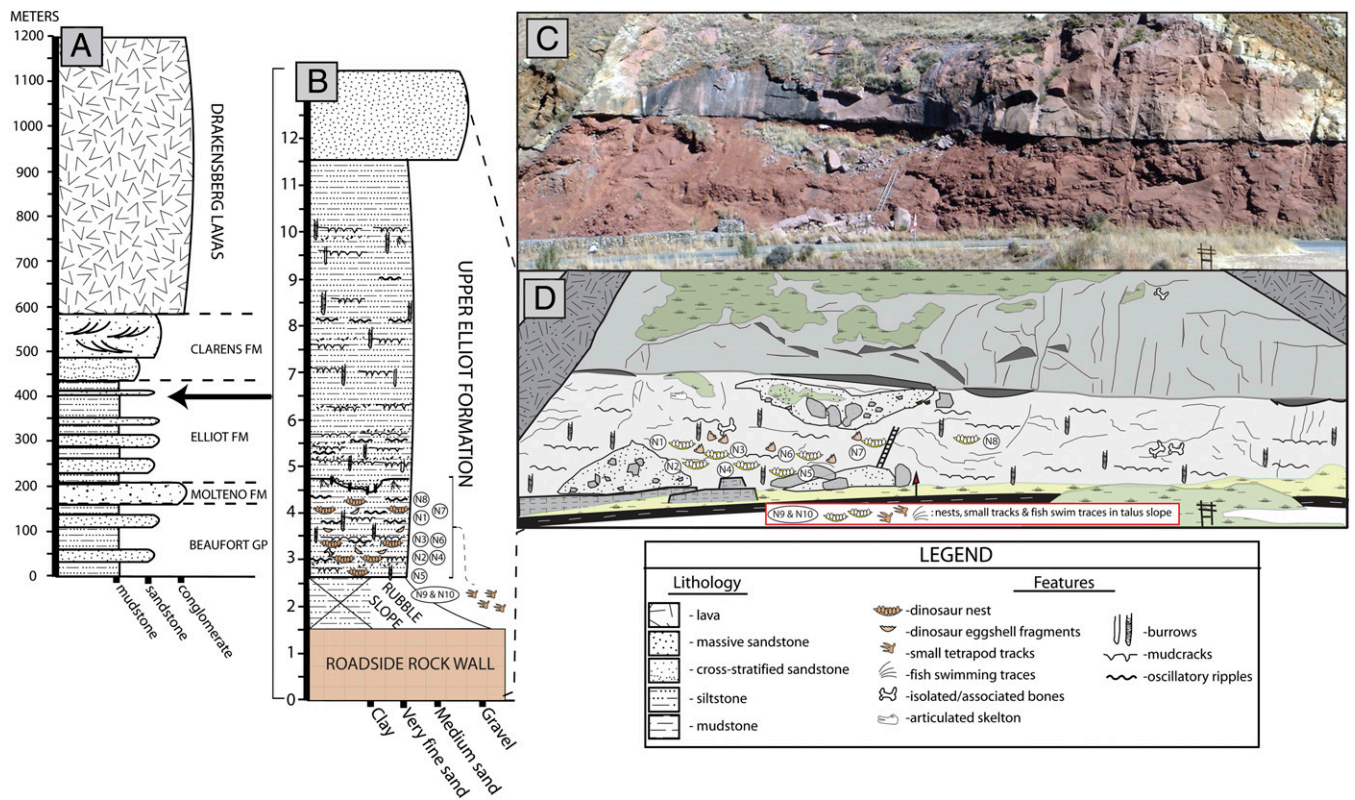 METERS
A
1200
1100
1000
900
800
700
600
500
400
300
200
100
0
DRAKENSBERG LAVAS
CLARENS FM
ELLIOT FM
MOLTENO FM
BEAUFORT GP
mudstone
sandstone
conglomerate
B
12
11
10
9
8
7
6
5
4
3
2
1
0
UPPER ELLIOT FORMATION
N8
N7
N1
N3
N6
N2
N4
N5
N9 & N10
RUBBLE
SLOPE
ROADSIDE ROCK WALL
Clay
Very fine sand
Medium sand
Gravel
C
D
N1
N3
N6
N7
N8
N2
N4
N5
N9 & N10 : nests, small tracks & fish swim traces in talus slope
LEGEND
Lithology
- lava
- massive sandstone
- cross-stratified sandstone
- siltstone
- mudstone
Features
-dinosaur nest
-dinosaur eggshell fragments
-small tetrapod tracks
-fish swimming traces
-isolated/associated bones
-articulated skelton
-burrows
-mudcracks
-oscillatory ripples